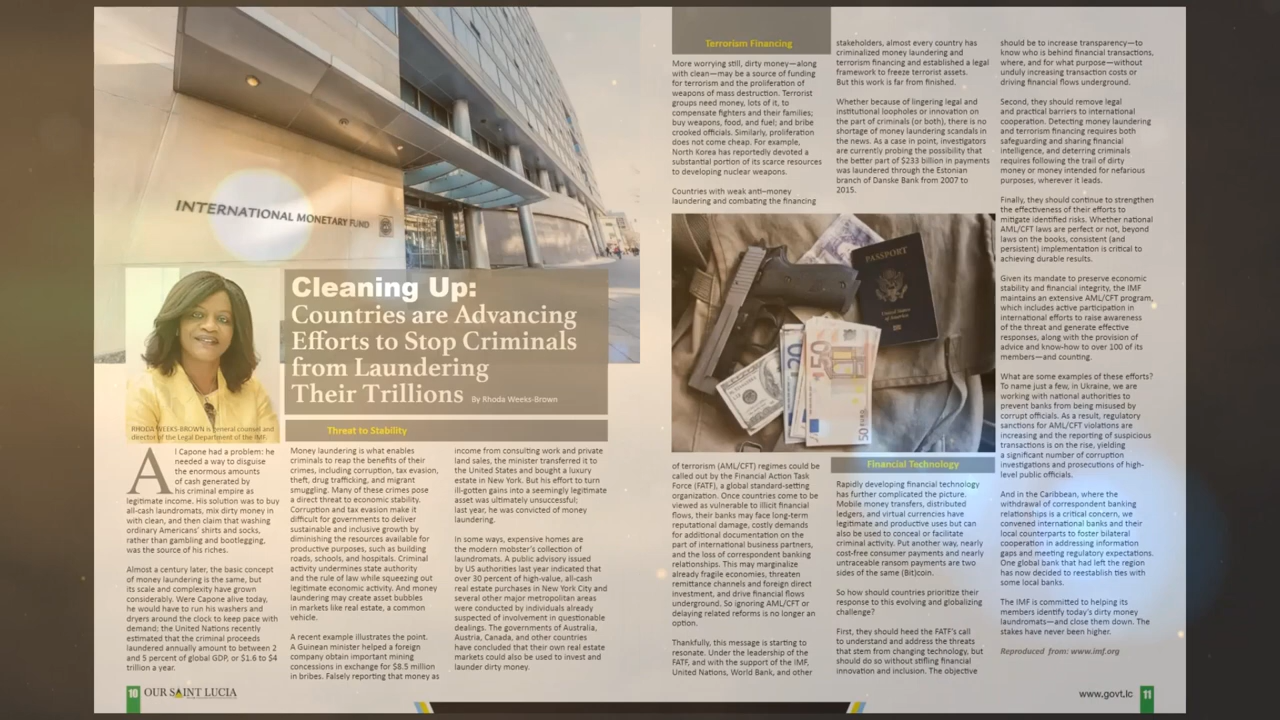 INTERNATIONAL MONETARY FUND
Cleaning Up:
Countries are Advancing
Efforts to Stop Criminals
from Laundering
Their Trillions By Rhoda Weeks-Brown
RHODA WEEKS-BROWN is general counsel and
director of the Legal Department of the IMF.
Al Capone had a problem: he
needed a way to disguise
the enormous amounts
of cash generated by
his criminal empire as
legitimate income. His solution was to buy
all-cash laundromats, mix dirty money in
with clean, and then claim that washing
ordinary Americans' shirts and socks,
rather than gambling and bootlegging,
was the source of his riches.
Almost a century later, the basic concept
of money laundering is the same, but
its scale and complexity have grown
considerably. Were Capone alive today,
he would have to run his washers and
dryers around the clock to keep pace with
demand; the United Nations recently
estimated that the criminal proceeds
laundered annually amount to between 2
and 5 percent of global GDP, or $1.6 to $4
trillion a year.
Threat to Stability
Money laundering is what enables
criminals to reap the benefits of their
crimes, including corruption, tax evasion,
theft, drug trafficking, and migrant
smuggling. Many of these crimes pose
a direct threat to economic stability.
Corruption and tax evasion make it
difficult for governments to deliver
sustainable and inclusive growth by
diminishing the resources available for
productive purposes, such as building
roads, schools, and hospitals. Criminal
activity undermines state authority
and the rule of law while squeezing out
legitimate economic activity. And money
laundering may create asset bubbles
in markets like real estate, a common
vehicle.
A recent example illustrates the point.
A Guinean minister helped a foreign
company obtain important mining
concessions in exchange for $8.5 million
in bribes. Falsely reporting that money as
income from consulting work and private
land sales, the minister transferred it to
the United States and bought a luxury
estate in New York. But his effort to turn
ill-gotten gains into a seemingly legitimate
asset was ultimately unsuccessful;
last year, he was convicted of money
laundering.
In some ways, expensive homes are
the modern mobster's collection of
laundromats. A public advisory issued
by US authorities last year indicated that
over 30 percent of high-value, all-cash
real estate purchases in New York City and
several other major metropolitan areas
were conducted by individuals already
suspected of involvement in questionable
dealings. The governments of Australia,
Austria, Canada, and other countries
have concluded that their own real estate
markets could also be used to invest and
launder dirty money.
10 OUR SAINT LUCIA
Terrorism Financing
More worrying still, dirty money—along
with clean—may be a source of funding
for terrorism and the proliferation of
weapons of mass destruction. Terrorist
groups need money, lots of it, to
compensate fighters and their families;
buy weapons, food, and fuel; and bribe
crooked officials. Similarly, proliferation
does not come cheap. For example,
North Korea has reportedly devoted a
substantial portion of its scarce resources
to developing nuclear weapons.
Countries with weak anti–money
laundering and combating the financing
of terrorism (AML/CFT) regimes could be
called out by the Financial Action Task
Force (FATF), a global standard-setting
organization. Once countries come to be
viewed as vulnerable to illicit financial
flows, their banks may face long-term
reputational damage, costly demands
for additional documentation on the
part of international business partners,
and the loss of correspondent banking
relationships. This may marginalize
already fragile economies, threaten
remittance channels and foreign direct
investment, and drive financial flows
underground. So ignoring AML/CFT or
delaying related reforms is no longer an
option.
Thankfully, this message is starting to
resonate. Under the leadership of the
FATF, and with the support of the IMF,
United Nations, World Bank, and other
stakeholders, almost every country has
criminalized money laundering and
terrorism financing and established a legal
framework to freeze terrorist assets.
But this work is far from finished.
Whether because of lingering legal and
institutional loopholes or innovation on
the part of criminals (or both), there is no
shortage of money laundering scandals in
the news. As a case in point, investigators
are currently probing the possibility that
the better part of $233 billion in payments
was laundered through the Estonian
branch of Danske Bank from 2007 to
2015.
PASSPORT
United States
of America
150
50 EURO
Financial Technology
Rapidly developing financial technology
has further complicated the picture.
Mobile money transfers, distributed
ledgers, and virtual currencies have
legitimate and productive uses but can
also be used to conceal or facilitate
criminal activity. Put another way, nearly
cost-free consumer payments and nearly
untraceable ransom payments are two
sides of the same (Bit)coin.
So how should countries prioritize their
response to this evolving and globalizing
challenge?
First, they should heed the FATF's call
to understand and address the threats
that stem from changing technology, but
should do so without stifling financial
innovation and inclusion. The objective
should be to increase transparency—to
know who is behind financial transactions,
where, and for what purpose—without
unduly increasing transaction costs or
driving financial flows underground.
Second, they should remove legal
and practical barriers to international
cooperation. Detecting money laundering
and terrorism financing requires both
safeguarding and sharing financial
intelligence, and deterring criminals
requires following the trail of dirty
money or money intended for nefarious
purposes, wherever it leads.
Finally, they should continue to strengthen
the effectiveness of their efforts to
mitigate identified risks. Whether national
AML/CFT laws are perfect or not, beyond
laws on the books, consistent (and
persistent) implementation is critical to
achieving durable results.
Given its mandate to preserve economic
stability and financial integrity, the IMF
maintains an extensive AML/CFT program,
which includes active participation in
international efforts to raise awareness
of the threat and generate effective
responses, along with the provision of
advice and know-how to over 100 of its
members—and counting.
What are some examples of these efforts?
To name just a few, in Ukraine, we are
working with national authorities to
prevent banks from being misused by
corrupt officials. As a result, regulatory
sanctions for AML/CFT violations are
increasing and the reporting of suspicious
transactions is on the rise, yielding
a significant number of corruption
investigations and prosecutions of high-
level public officials.
And in the Caribbean, where the
withdrawal of correspondent banking
relationships is a critical concern, we
convened international banks and their
local counterparts to foster bilateral
cooperation in addressing information
gaps and meeting regulatory expectations.
One global bank that had left the region
has now decided to reestablish ties with
some local banks.
The IMF is committed to helping its
members identify today's dirty money
laundromats—and close them down. The
stakes have never been higher.
Reproduced from: www.imf.org
www.govt.lc 11